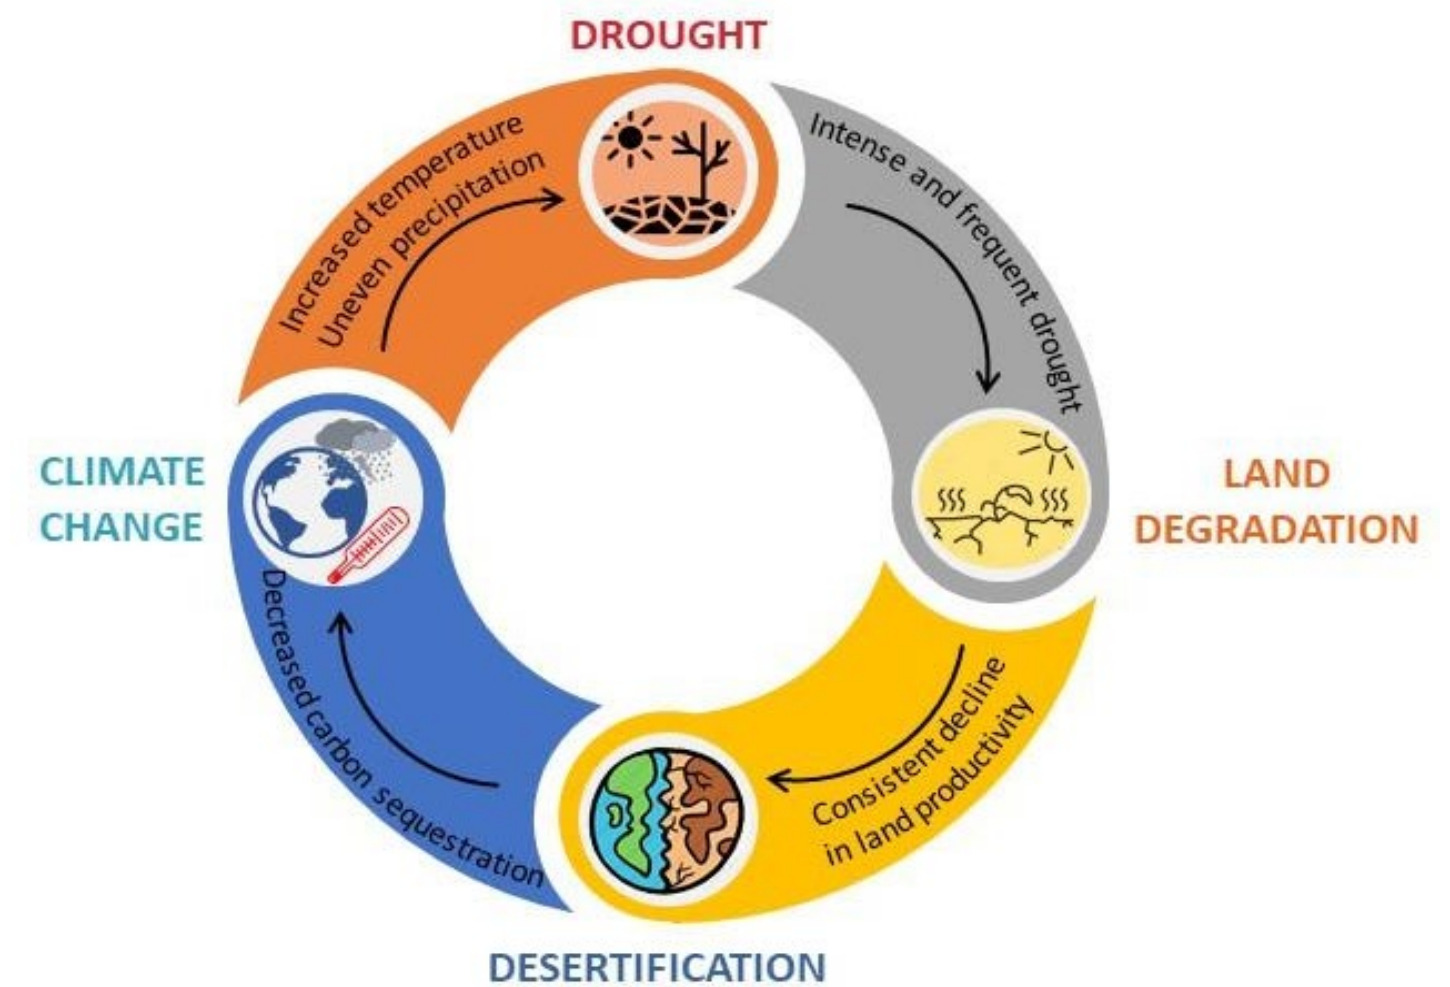 DROUGHT
Increased temperature
Uneven precipitation
Intense and frequent drought
CLIMATE
CHANGE
LAND
DEGRADATION
Decreased carbon sequestration
Consistent decline
in land productivity
DESERTIFICATION